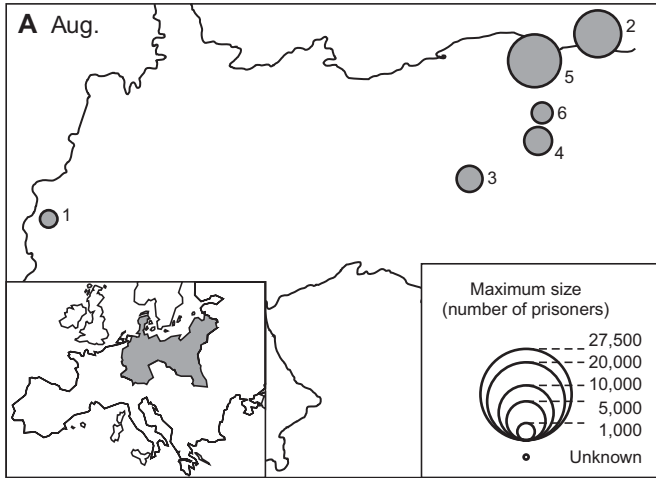 A Aug.
2
5
6
4
3
1
Maximum size
(number of prisoners)
27,500
20,000
10,000
5,000
1,000
Unknown